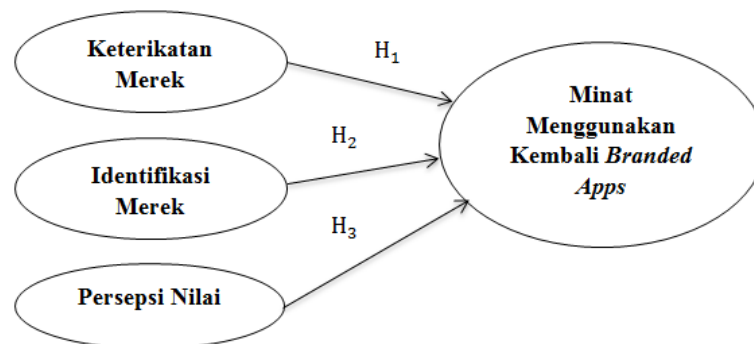 Keterikatan
Merek
H₁
Minat
Menggunakan
Kembali Branded
Apps
H₂
Identifikasi
Merek
H₃
Persepsi Nilai